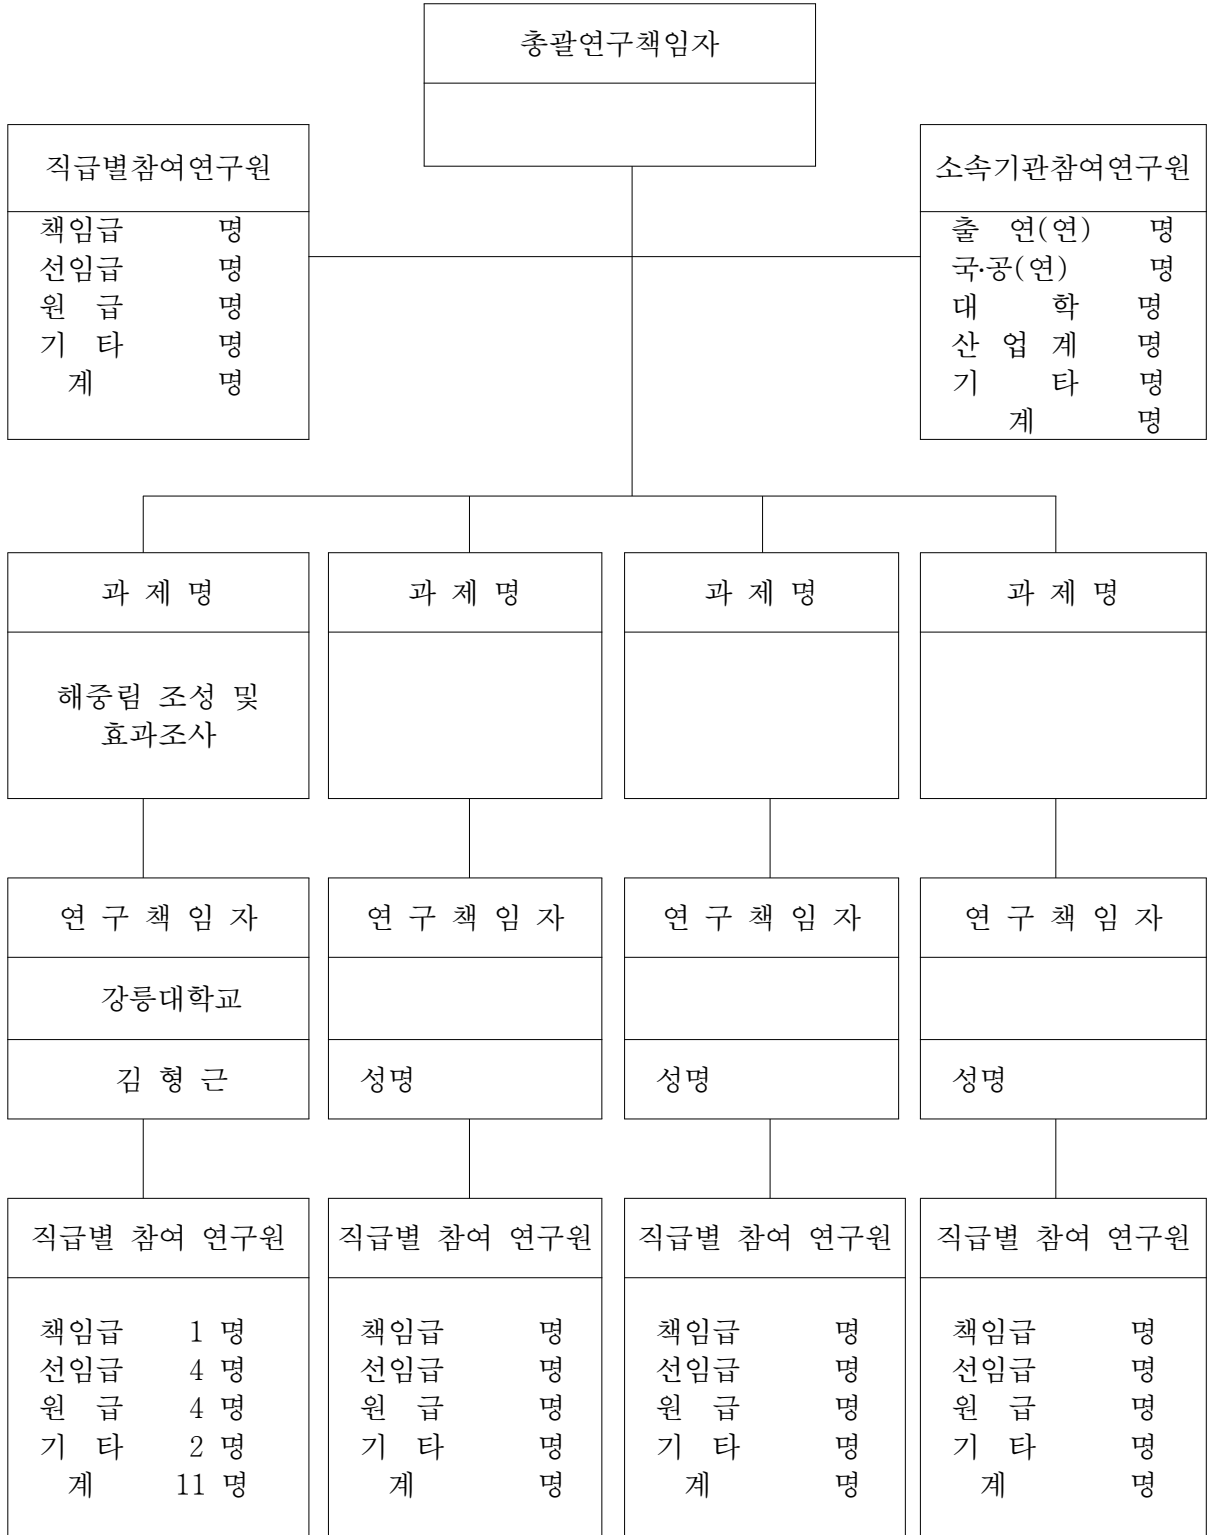 총괄연구책임자
직급별참여연구원
책임급 명
선임급 명
원 급 명
기 타 명
계 명
소속기관참여연구원
출 연(연) 명
국·공(연) 명
대 학 명
산 업 계 명
기 타 명
계 명
과 제 명
해중림 조성 및
효과조사
과 제 명
과 제 명
과 제 명
연 구 책 임 자
강릉대학교
김 형 근
연 구 책 임 자
성명
연 구 책 임 자
성명
연 구 책 임 자
성명
직급별 참여 연구원
책임급 1 명
선임급 4 명
원 급 4 명
기 타 2 명
계 11 명
직급별 참여 연구원
책임급 명
선임급 명
원 급 명
기 타 명
계 명
직급별 참여 연구원
책임급 명
선임급 명
원 급 명
기 타 명
계 명
직급별 참여 연구원
책임급 명
선임급 명
원 급 명
기 타 명
계 명